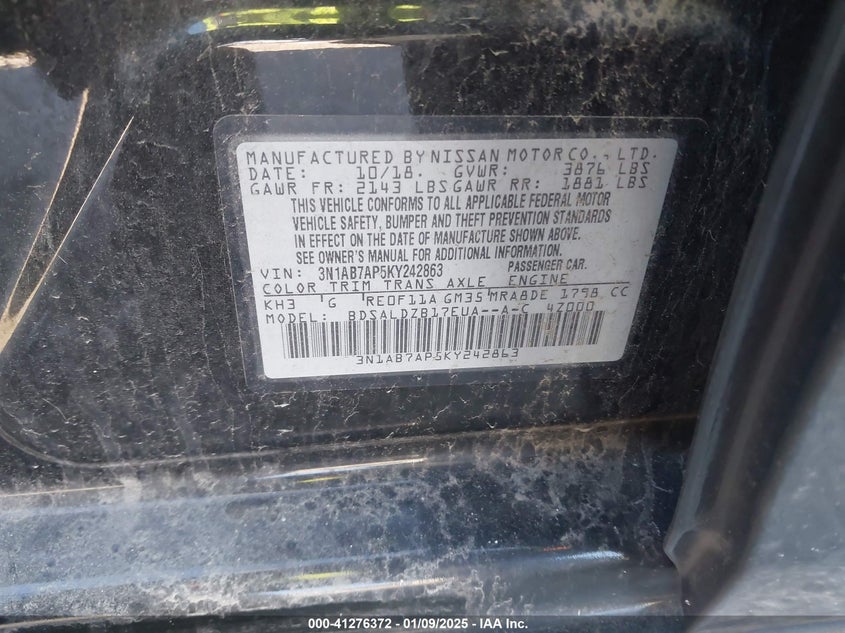 MANUFACTURED BY NISSAN MOTOR CO., LTD.
DATE: 10/18. GVWR: 3876 LBS
GAWR FR: 2143 LBS GAWR RR: 1881 LBS
THIS VEHICLE CONFORMS TO ALL APPLICABLE FEDERAL MOTOR
VEHICLE SAFETY, BUMPER AND THEFT PREVENTION STANDARDS
IN EFFECT ON THE DATE OF MANUFACTURE SHOWN ABOVE.
SEE OWNER'S MANUAL FOR ADDITIONAL INFORMATION.
VIN: 3N1AB7AP5KY242863 PASSENGER CAR.
COLOR TRIM TRANS AXLE ENGINE
KH3 G RE0F11A GM35 MRA8DE 1798 CC
MODEL: BDSALDZB17EUA--A-C 4Z000
3N1AB7AP5KY242863
000-41276372 - 01/09/2025 - IAA Inc.